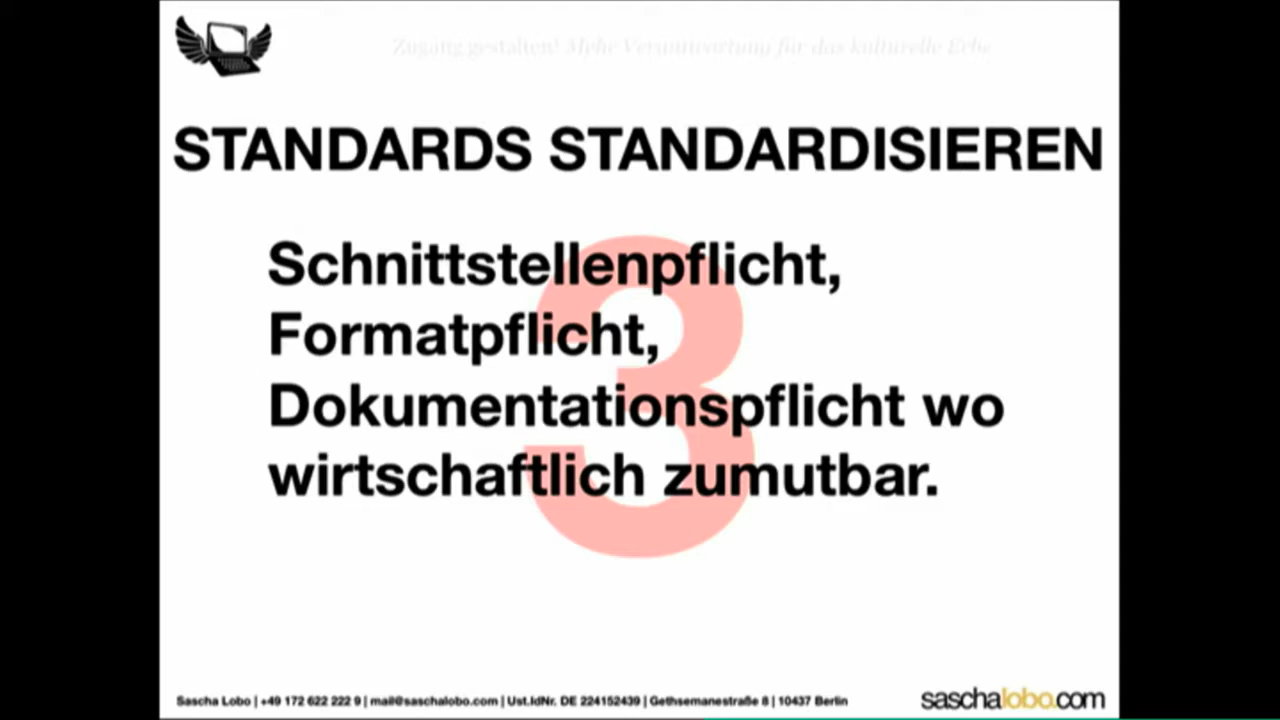 Zugang gestalten! Mehr Verantwortung für das kulturelle Erbe
STANDARDS STANDARDISIEREN
3
Schnittstellenpflicht,
Formatpflicht,
Dokumentationspflicht wo
wirtschaftlich zumutbar.
Sascha Lobo | +49 172 622 222 9 | mail@saschalobo.com | Ust.IdNr. DE 224152439 | Gethsemanestraße 8 | 10437 Berlin
saschalobo.com